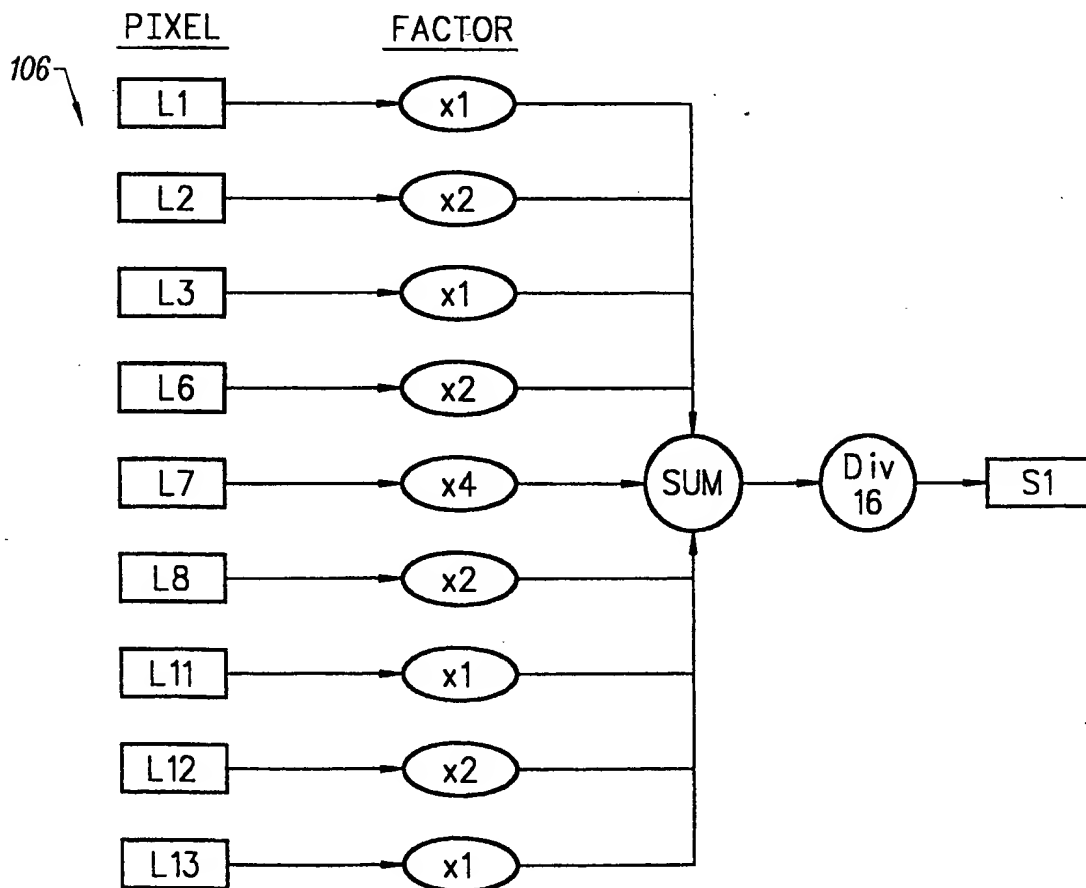 PIXEL FACTOR
106
L1 x1
L2 x2
L3 x1
L6 x2
L7 x4 SUM Div 16 S1
L8 x2
L11 x1
L12 x2
L13 x1